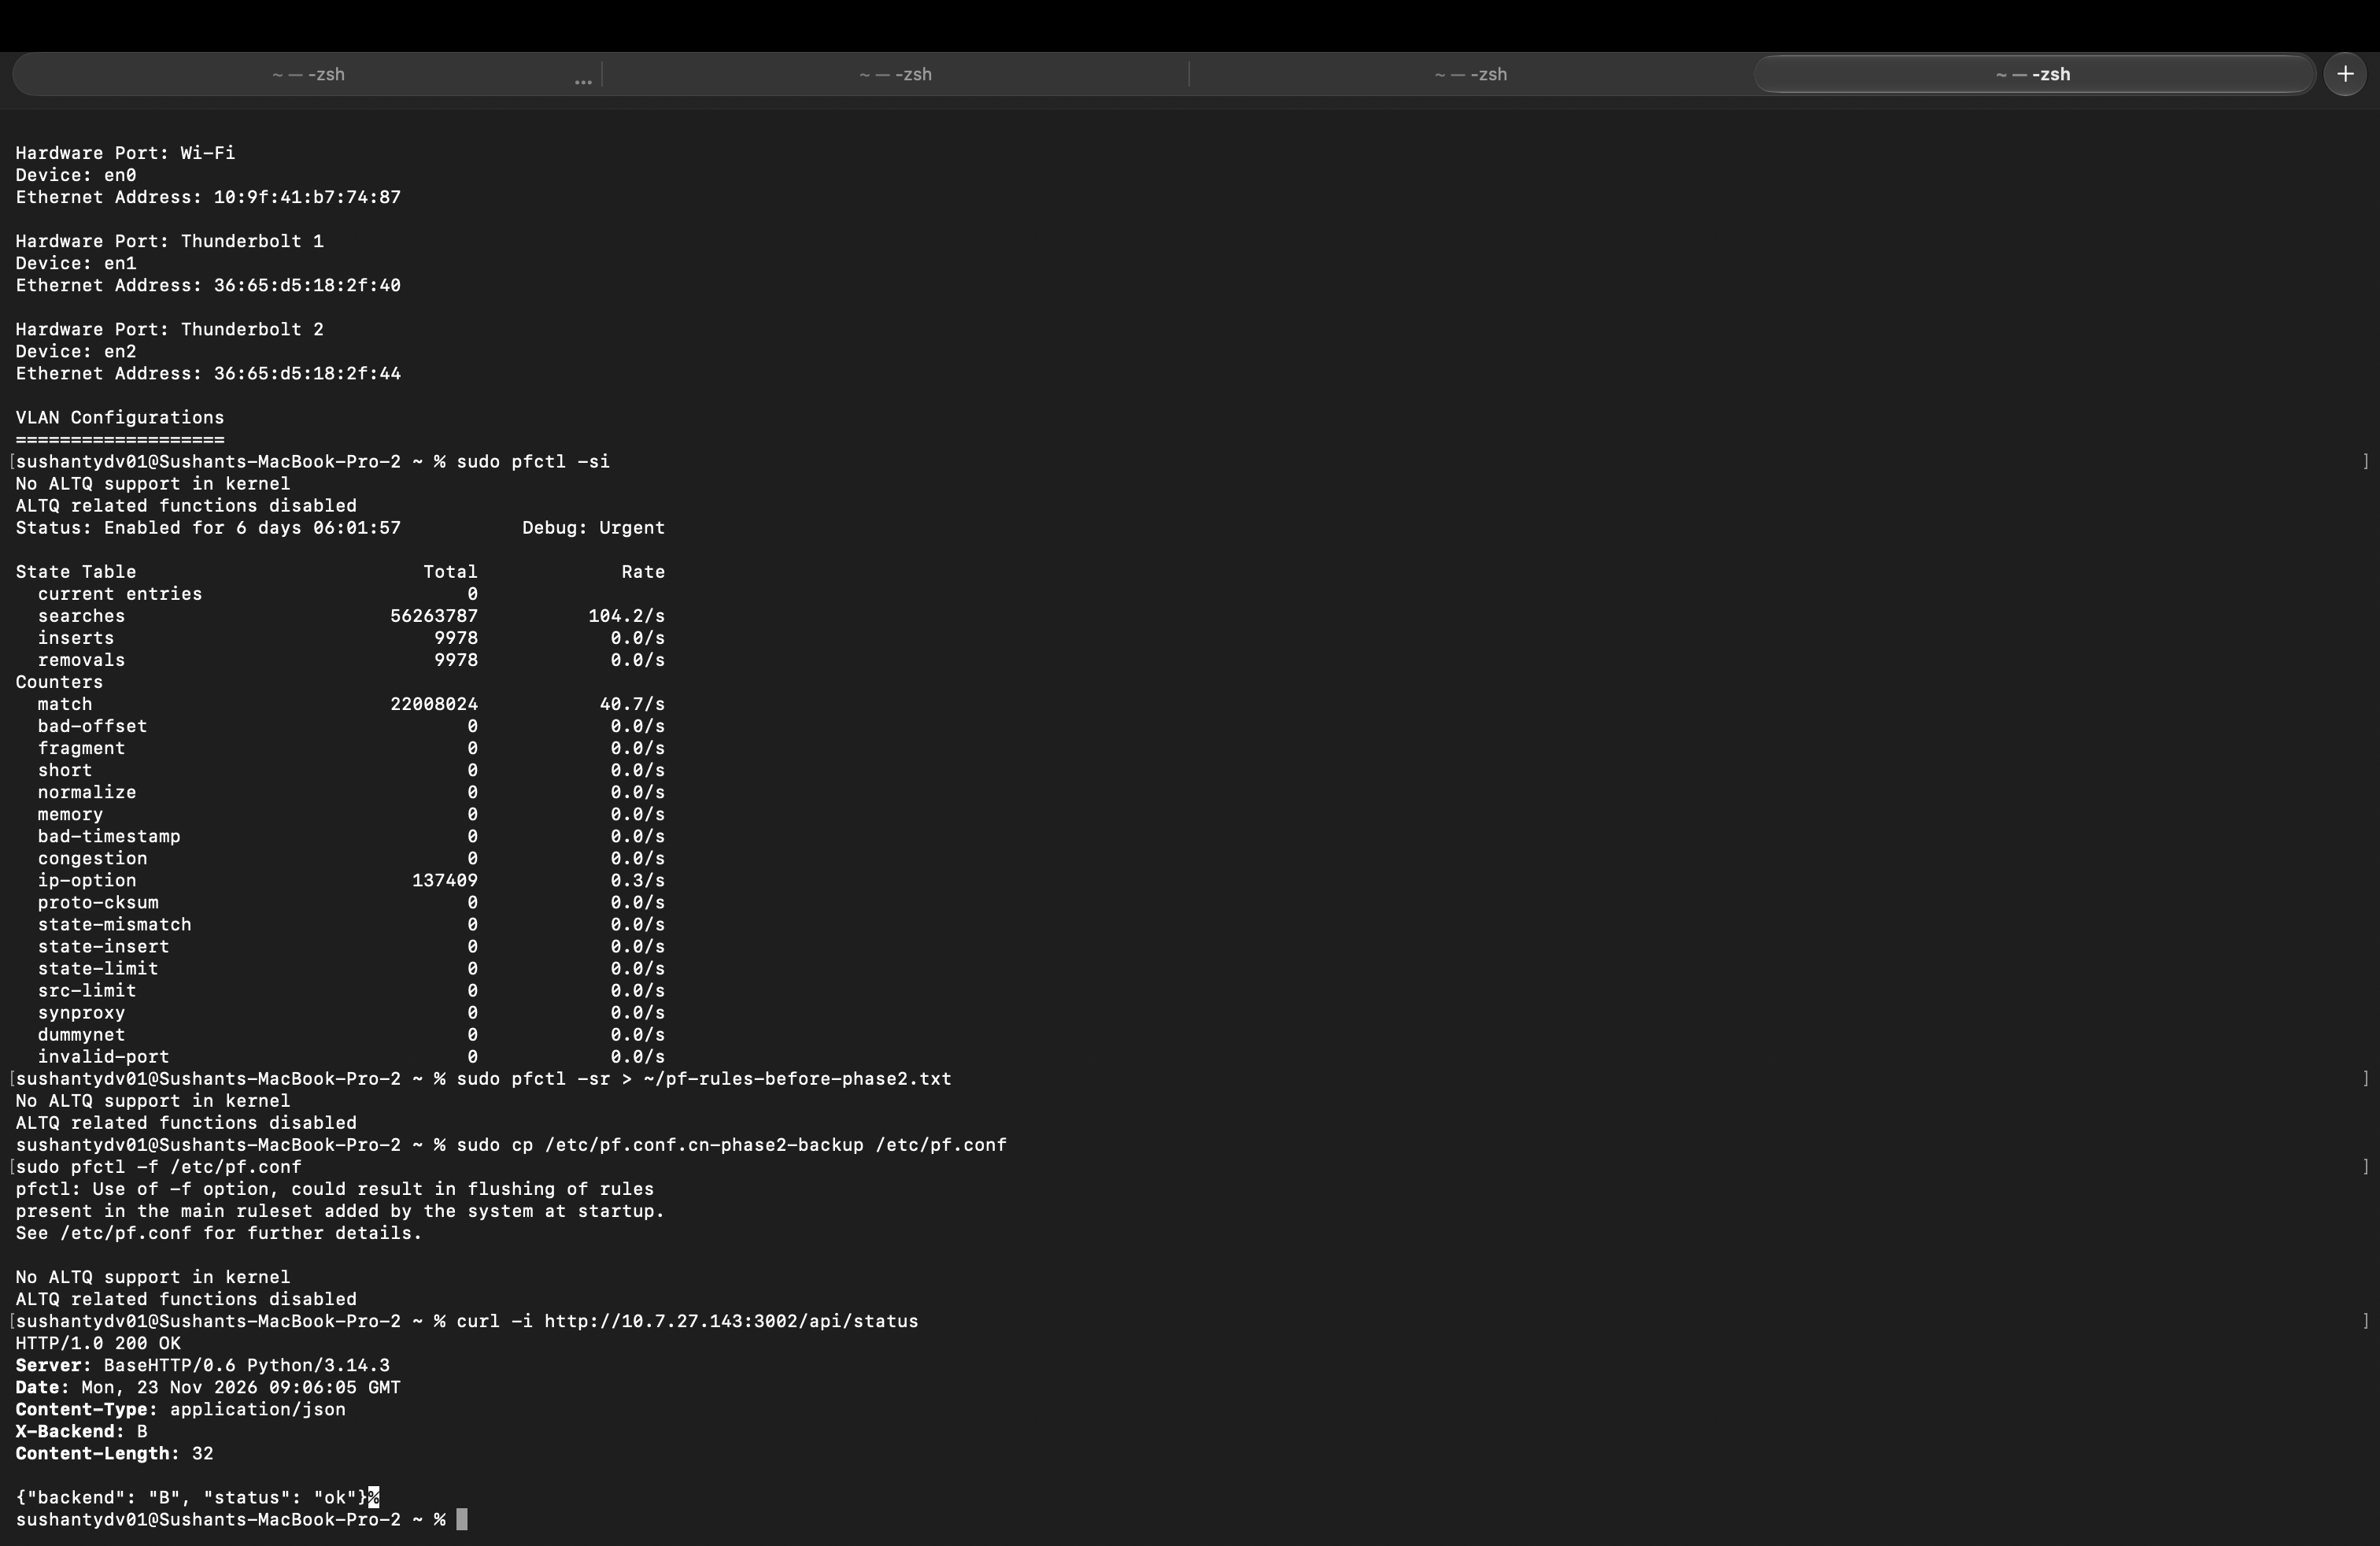 ~ — -zsh ... ~ — -zsh ~ — -zsh ~ — -zsh +
Hardware Port: Wi-Fi
Device: en0
Ethernet Address: 10:9f:41:b7:74:87
Hardware Port: Thunderbolt 1
Device: en1
Ethernet Address: 36:65:d5:18:2f:40
Hardware Port: Thunderbolt 2
Device: en2
Ethernet Address: 36:65:d5:18:2f:44
VLAN Configurations
===================
[sushantydv01@Sushants-MacBook-Pro-2 ~ % sudo pfctl -si ]
No ALTQ support in kernel
ALTQ related functions disabled
Status: Enabled for 6 days 06:01:57 Debug: Urgent
State Table Total Rate
current entries 0
searches 56263787 104.2/s
inserts 9978 0.0/s
removals 9978 0.0/s
Counters
match 22008024 40.7/s
bad-offset 0 0.0/s
fragment 0 0.0/s
short 0 0.0/s
normalize 0 0.0/s
memory 0 0.0/s
bad-timestamp 0 0.0/s
congestion 0 0.0/s
ip-option 137409 0.3/s
proto-cksum 0 0.0/s
state-mismatch 0 0.0/s
state-insert 0 0.0/s
state-limit 0 0.0/s
src-limit 0 0.0/s
synproxy 0 0.0/s
dummynet 0 0.0/s
invalid-port 0 0.0/s
[sushantydv01@Sushants-MacBook-Pro-2 ~ % sudo pfctl -sr > ~/pf-rules-before-phase2.txt ]
No ALTQ support in kernel
ALTQ related functions disabled
sushantydv01@Sushants-MacBook-Pro-2 ~ % sudo cp /etc/pf.conf.cn-phase2-backup /etc/pf.conf
[sudo pfctl -f /etc/pf.conf ]
pfctl: Use of -f option, could result in flushing of rules
present in the main ruleset added by the system at startup.
See /etc/pf.conf for further details.
No ALTQ support in kernel
ALTQ related functions disabled
[sushantydv01@Sushants-MacBook-Pro-2 ~ % curl -i http://10.7.27.143:3002/api/status ]
HTTP/1.0 200 OK
Server: BaseHTTP/0.6 Python/3.14.3
Date: Mon, 23 Nov 2026 09:06:05 GMT
Content-Type: application/json
X-Backend: B
Content-Length: 32
{"backend": "B", "status": "ok"}%
sushantydv01@Sushants-MacBook-Pro-2 ~ %